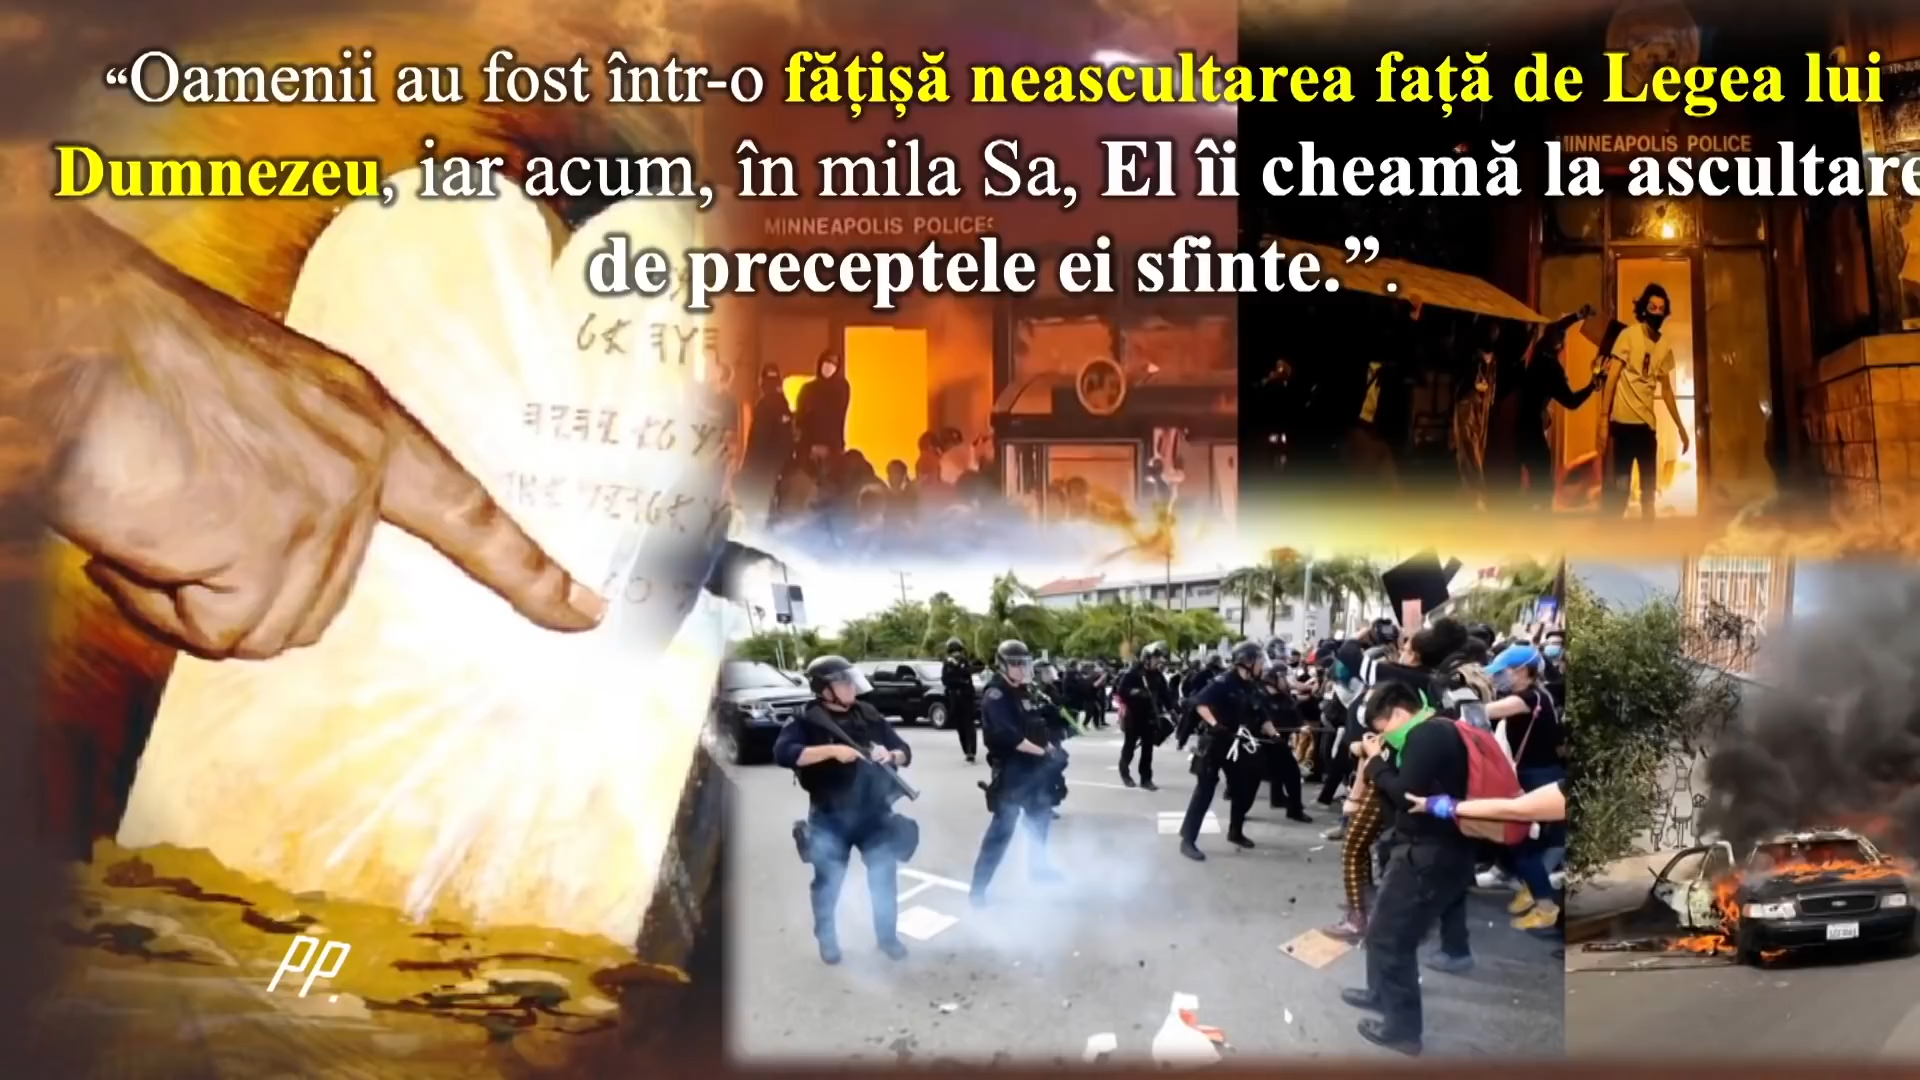 “Oamenii au fost într-o fățișă neascultarea față de Legea lui
Dumnezeu, iar acum, în mila Sa, El îi cheamă la ascultare
de preceptele ei sfinte.”.
MINNEAPOLIS POLICE
MINNEAPOLIS POLICE
PP.